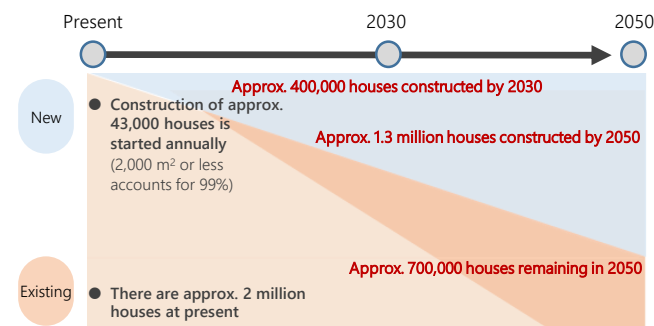 Present 2030 2050
New
Approx. 400,000 houses constructed by 2030
● Construction of approx.
43,000 houses is
started annually
(2,000 m² or less
accounts for 99%)
Approx. 1.3 million houses constructed by 2050
Approx. 700,000 houses remaining in 2050
Existing
● There are approx. 2 million
houses at present